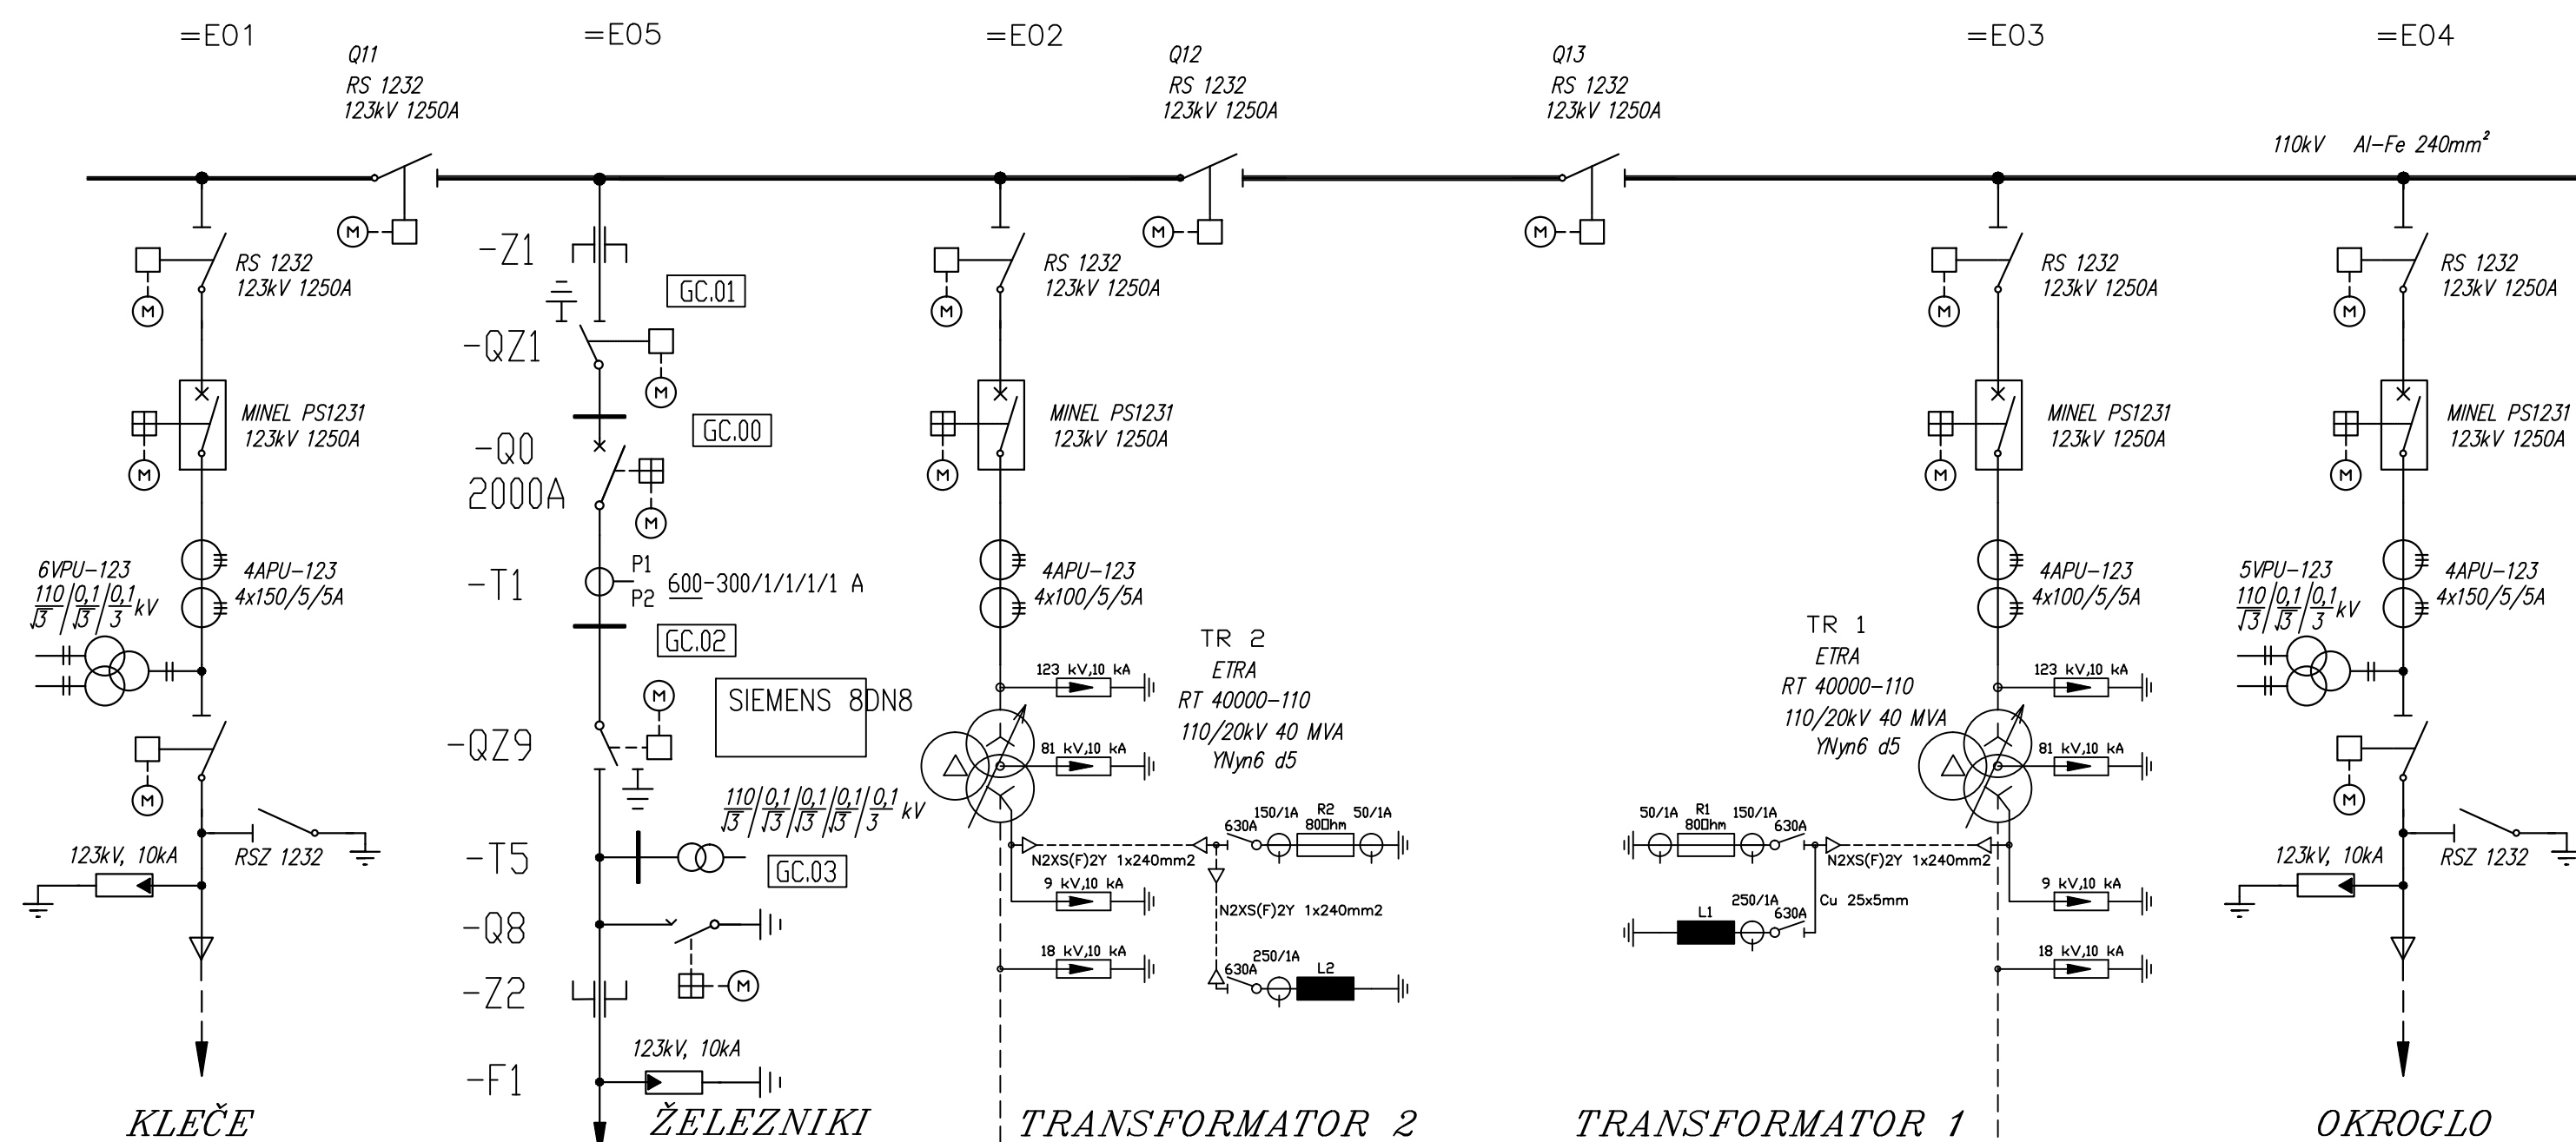 =E01
=E05
=E02
=E03
=E04
Q11
RS 1232
123kV 1250A
Q12
RS 1232
123kV 1250A
Q13
RS 1232
123kV 1250A
110kV Al-Fe 240mm²
M
M
M
RS 1232
123kV 1250A
M
MINEL PS1231
123kV 1250A
M
6VPU-123
110/√3 / 0,1/√3 / 0,1/3 kV
4APU-123
4x150/5/5A
M
RSZ 1232
123kV, 10kA
KLEČE
-Z1
GC.01
-QZ1
M
GC.00
-Q0
2000A
M
-T1
P1
P2
600-300/1/1/1/1 A
GC.02
M
SIEMENS 8DN8
-QZ9
110/√3 / 0,1/√3 / 0,1/√3 / 0,1/√3 / 0,1/3 kV
-T5
GC.03
-Q8
M
-Z2
123kV, 10kA
-F1
ŽELEZNIKI
RS 1232
123kV 1250A
M
MINEL PS1231
123kV 1250A
M
4APU-123
4x100/5/5A
TR 2
ETRA
RT 40000-110
110/20kV 40 MVA
YNyn6 d5
123 kV,10 kA
81 kV,10 kA
150/1A
R2
50/1A
630A
80□hm
N2XS(F)2Y 1x240mm2
9 kV,10 kA
N2XS(F)2Y 1x240mm2
18 kV,10 kA
250/1A
630A
L2
TRANSFORMATOR 2
RS 1232
123kV 1250A
M
MINEL PS1231
123kV 1250A
M
4APU-123
4x100/5/5A
TR 1
ETRA
RT 40000-110
110/20kV 40 MVA
YNyn6 d5
123 kV,10 kA
81 kV,10 kA
50/1A
R1
150/1A
80□hm
630A
N2XS(F)2Y 1x240mm2
9 kV,10 kA
Cu 25x5mm
250/1A
L1
630A
18 kV,10 kA
TRANSFORMATOR 1
RS 1232
123kV 1250A
M
MINEL PS1231
123kV 1250A
M
5VPU-123
110/√3 / 0,1/√3 / 0,1/3 kV
4APU-123
4x150/5/5A
M
RSZ 1232
123kV, 10kA
OKROGLO